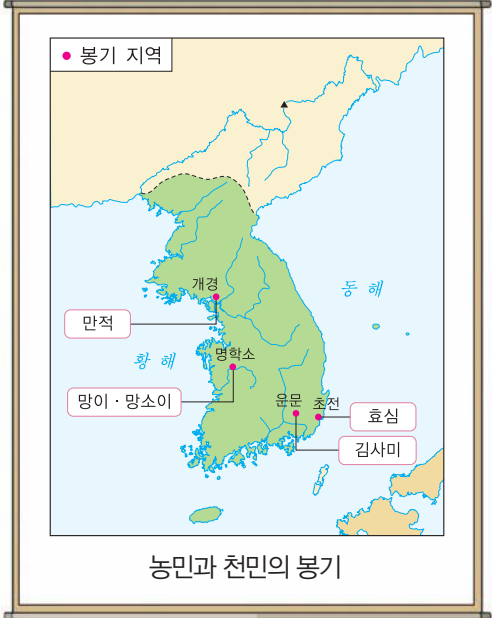 ● 봉기 지역
개경
만적
동 해
황 해
명학소
망이·망소이
운문
초전
효심
김사미
농민과 천민의 봉기